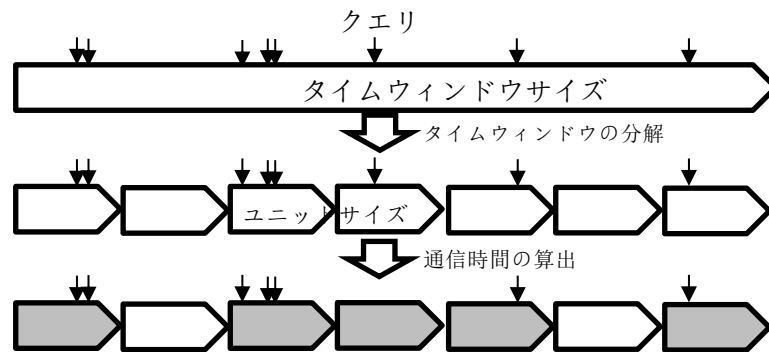 クエリ
タイムウィンドウサイズ
タイムウィンドウの分解
ユニットサイズ
通信時間の算出